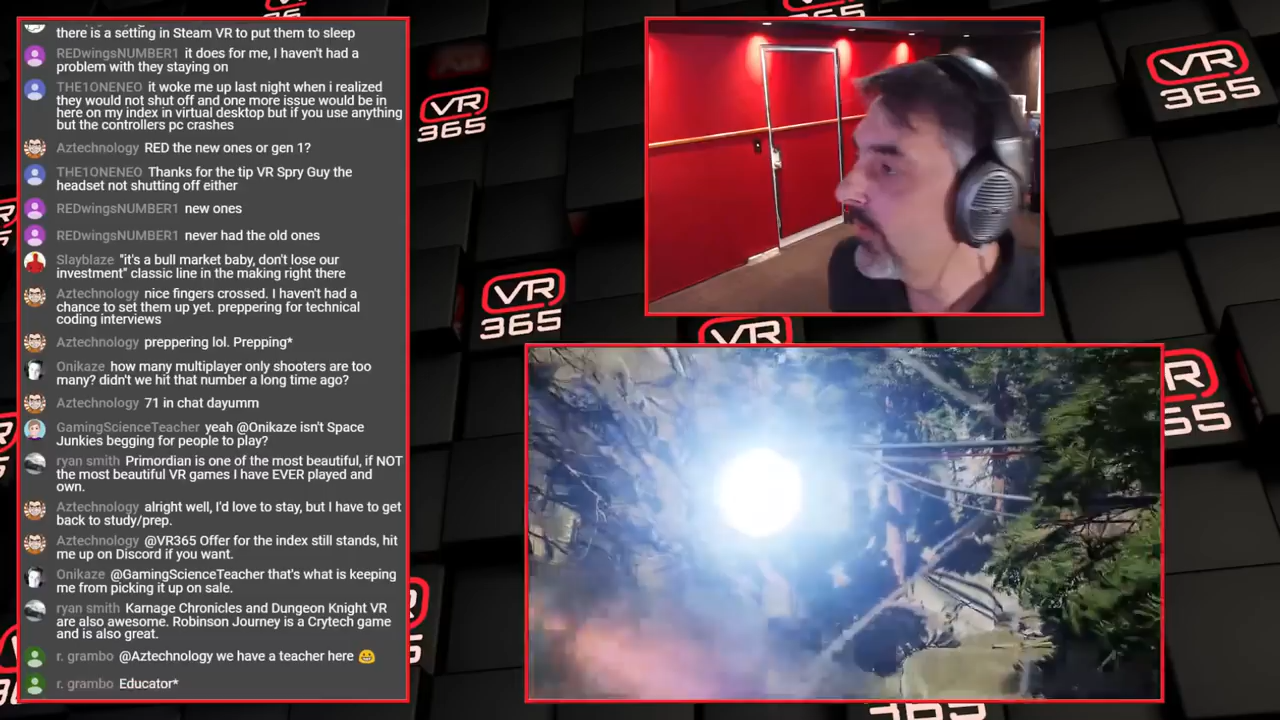 there is a setting in Steam VR to put them to sleep
REDwingsNUMBER1 it does for me, I haven't had a
problem with they staying on
THE1ONENEO it woke me up last night when i realized
they would not shut off and one more issue would be in
here on my index in virtual desktop but if you use anything
but the controllers pc crashes
Aztechnology RED the new ones or gen 1?
THE1ONENEO Thanks for the tip VR Spry Guy the
headset not shutting off either
REDwingsNUMBER1 new ones
REDwingsNUMBER1 never had the old ones
Slayblaze "it's a bull market baby, don't lose our
investment" classic line in the making right there
Aztechnology nice fingers crossed. I haven't had a
chance to set them up yet. preppering for technical
coding interviews
Aztechnology preppering lol. Prepping*
Onikaze how many multiplayer only shooters are too
many? didn't we hit that number a long time ago?
Aztechnology 71 in chat dayumm
GamingScienceTeacher yeah @Onikaze isn't Space
Junkies begging for people to play?
ryan smith Primordian is one of the most beautiful, if NOT
the most beautiful VR games I have EVER played and
own.
Aztechnology alright well, I'd love to stay, but I have to get
back to study/prep.
Aztechnology @VR365 Offer for the index still stands, hit
me up on Discord if you want.
Onikaze @GamingScienceTeacher that's what is keeping
me from picking it up on sale.
ryan smith Karnage Chronicles and Dungeon Knight VR
are also awesome. Robinson Journey is a Crytech game
and is also great.
r. grambo @Aztechnology we have a teacher here 😀
r. grambo Educator*
VR
365
VR
365
VR
365
VR
R
65
365